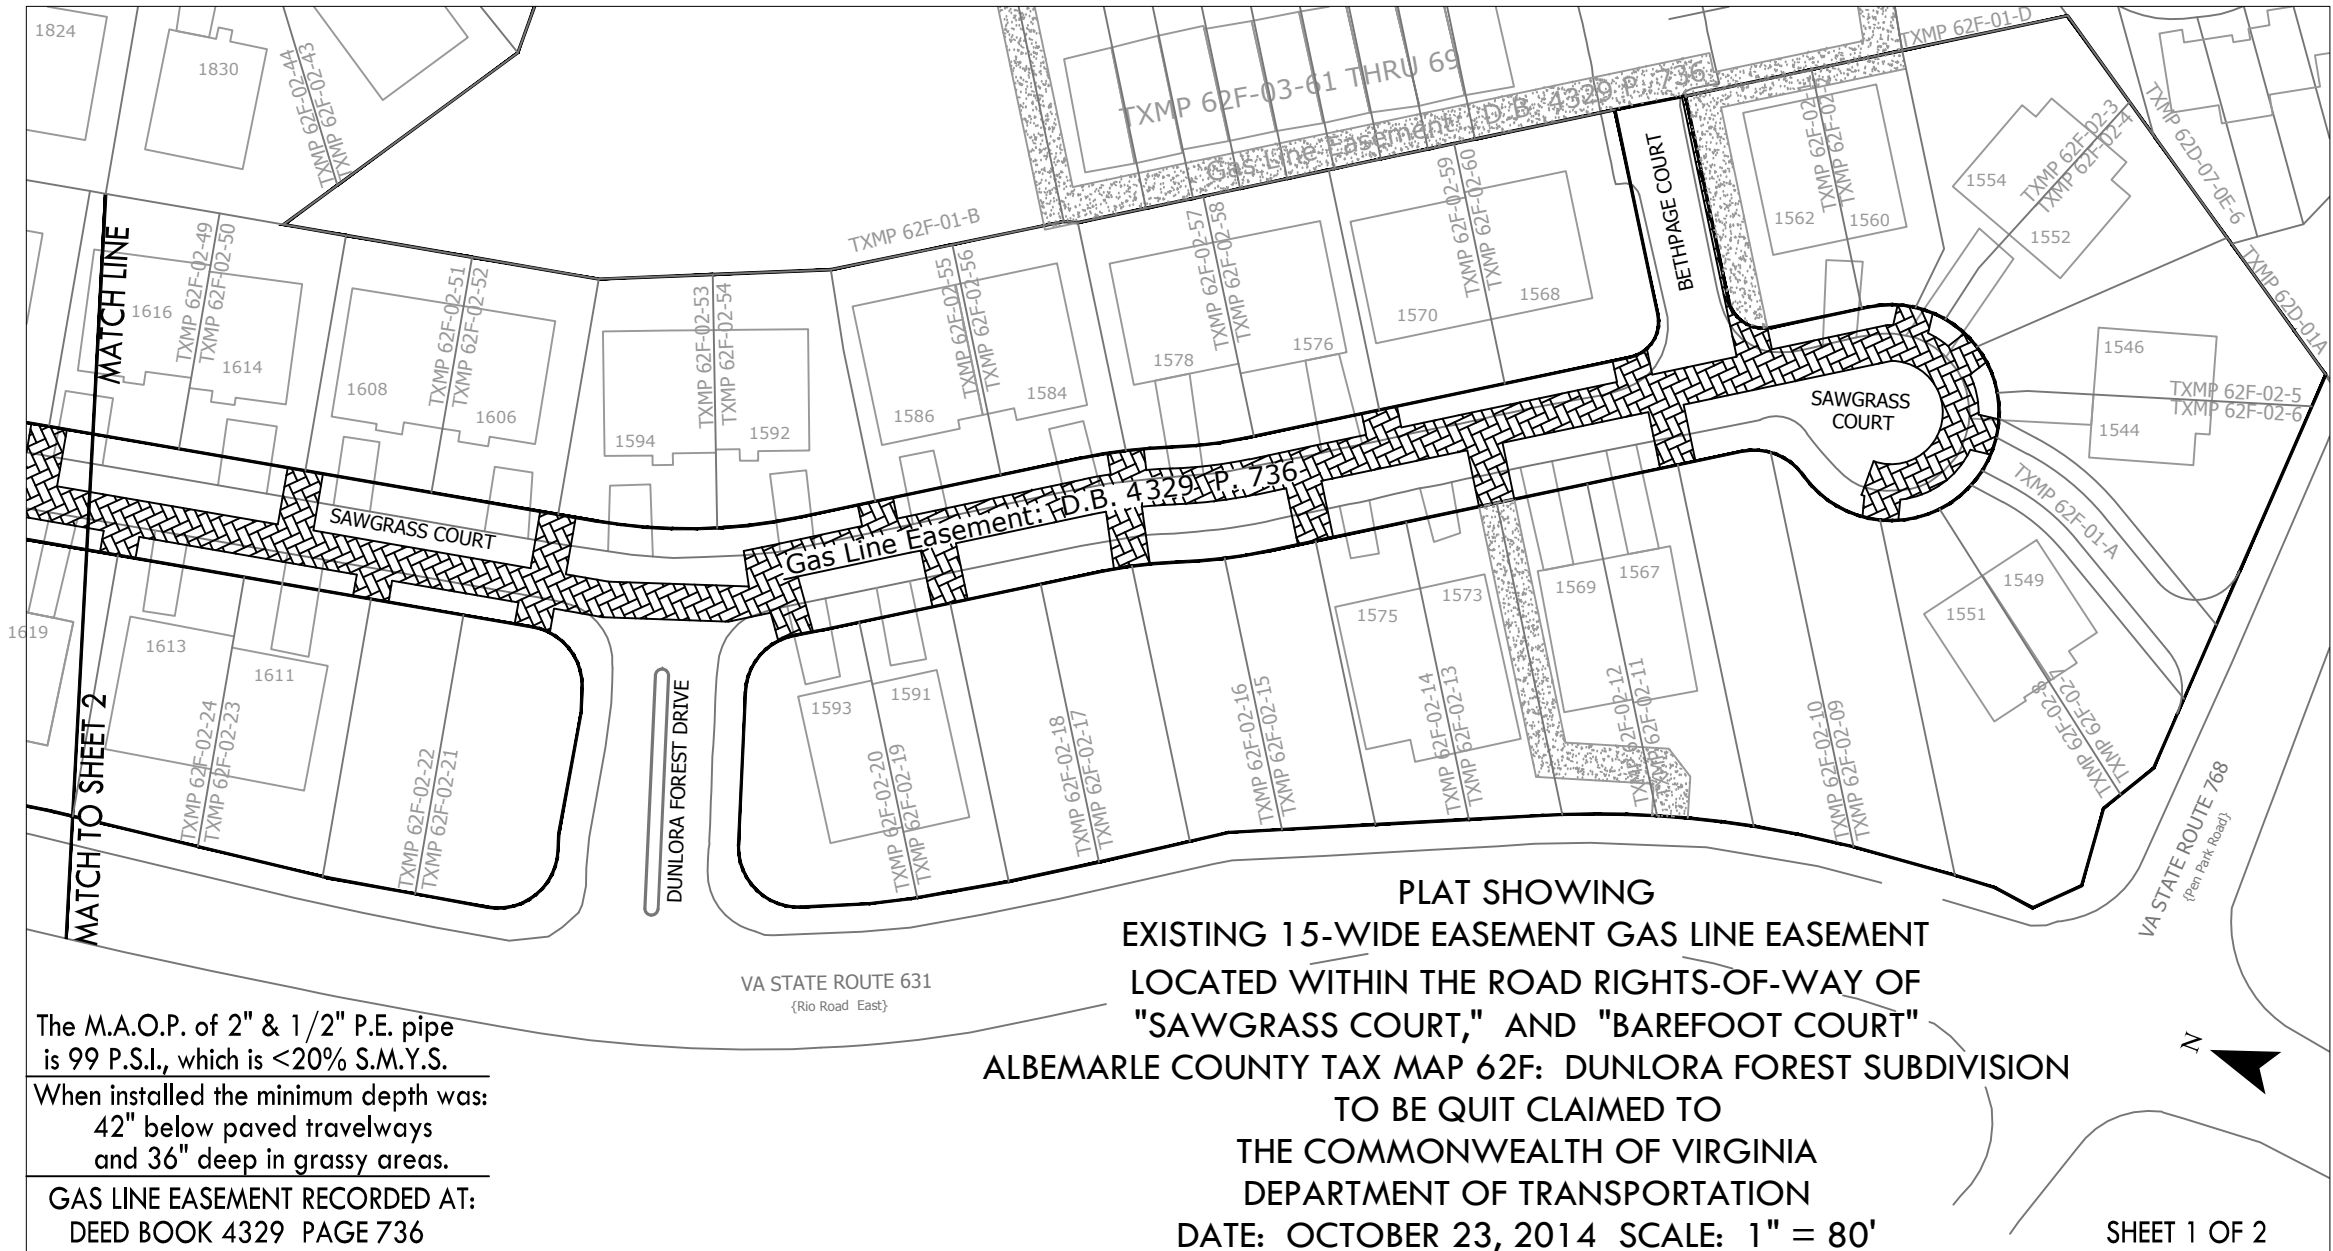 1824
1830
TXMP 62F-02-44
TXMP 62F-02-43
TXMP 62F-03-61 THRU 69
Gas Line Easement: D.B. 4329 P. 736
TXMP 62F-01-D
TXMP 62F-02-3
TXMP 62F-02-4
TXMP 62D-07-0E-6
TXMP 62D-01A
1554
1552
1562
1560
BETHPAGE COURT
TXMP 62F-02-59
TXMP 62F-02-60
1570
1568
TXMP 62F-02-57
TXMP 62F-02-58
1578
1576
TXMP 62F-01-B
TXMP 62F-02-55
TXMP 62F-02-56
1586
1584
TXMP 62F-02-53
TXMP 62F-02-54
1594
1592
TXMP 62F-02-51
TXMP 62F-02-52
1608
1606
TXMP 62F-02-49
TXMP 62F-02-50
1616
1614
MATCH LINE
1546
TXMP 62F-02-5
TXMP 62F-02-6
1544
SAWGRASS
COURT
TXMP 62F-01-A
SAWGRASS COURT
Gas Line Easement: D.B. 4329 P. 736
1619
1613
1611
TXMP 62F-02-24
TXMP 62F-02-23
TXMP 62F-02-22
TXMP 62F-02-21
MATCH TO SHEET 2
DUNLORA FOREST DRIVE
1593
1591
TXMP 62F-02-20
TXMP 62F-02-19
TXMP 62F-02-18
TXMP 62F-02-17
TXMP 62F-02-16
TXMP 62F-02-15
1575
1573
TXMP 62F-02-14
TXMP 62F-02-13
1569
1567
TXMP 62F-02-12
TXMP 62F-02-11
TXMP 62F-02-10
TXMP 62F-02-09
1551
1549
TXMP 62F-02-8
TXMP 62F-02-7
VA STATE ROUTE 768
{Pen Park Road}
VA STATE ROUTE 631
{Rio Road East}
PLAT SHOWING
EXISTING 15-WIDE EASEMENT GAS LINE EASEMENT
LOCATED WITHIN THE ROAD RIGHTS-OF-WAY OF
"SAWGRASS COURT," AND "BAREFOOT COURT"
ALBEMARLE COUNTY TAX MAP 62F: DUNLORA FOREST SUBDIVISION
TO BE QUIT CLAIMED TO
THE COMMONWEALTH OF VIRGINIA
DEPARTMENT OF TRANSPORTATION
DATE: OCTOBER 23, 2014 SCALE: 1" = 80'
The M.A.O.P. of 2" & 1/2" P.E. pipe
is 99 P.S.I., which is <20% S.M.Y.S.
When installed the minimum depth was:
42" below paved travelways
and 36" deep in grassy areas.
GAS LINE EASEMENT RECORDED AT:
DEED BOOK 4329 PAGE 736
N
SHEET 1 OF 2